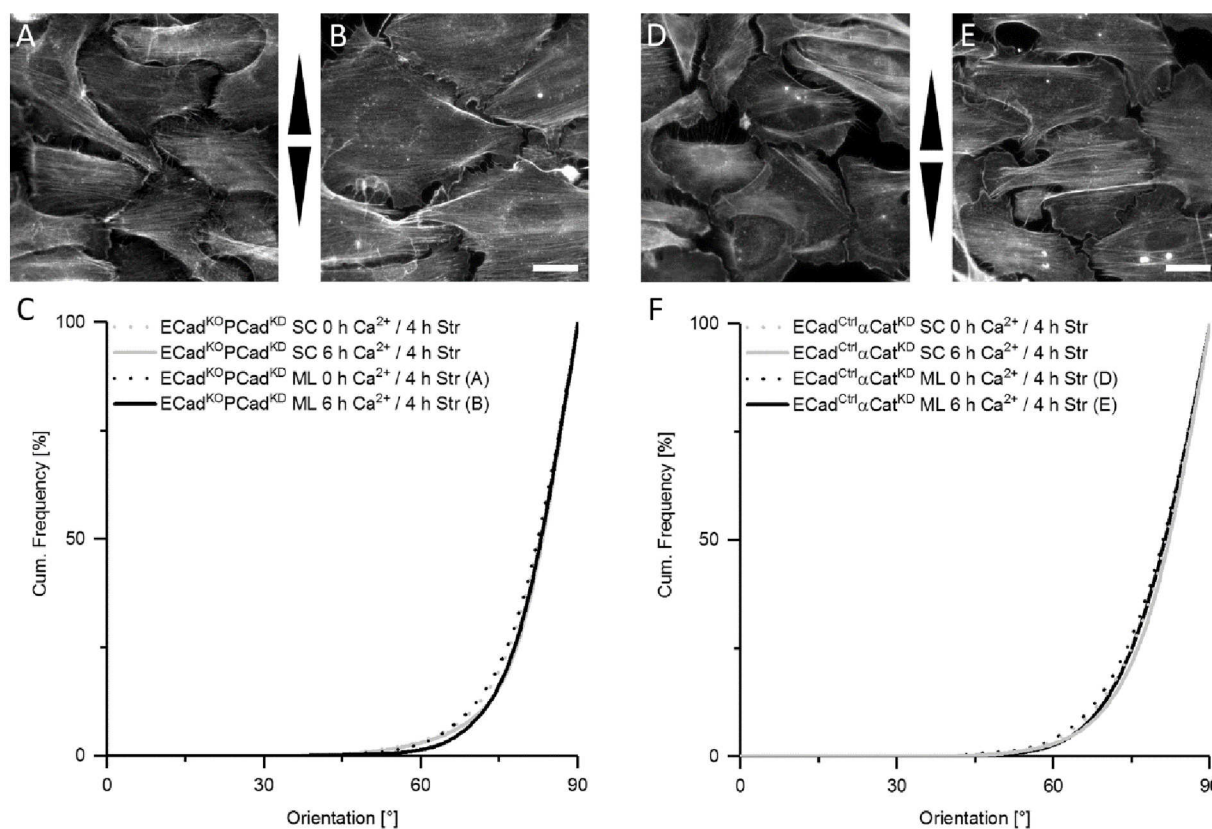 A
B
D
E
C
ECad^KO PCad^KD SC 0 h Ca²⁺ / 4 h Str
ECad^KO PCad^KD SC 6 h Ca²⁺ / 4 h Str
ECad^KO PCad^KD ML 0 h Ca²⁺ / 4 h Str (A)
ECad^KO PCad^KD ML 6 h Ca²⁺ / 4 h Str (B)
100
50
0
Cum. Frequency [%]
0
30
60
90
Orientation [°]
F
ECad^Ctrl αCat^KD SC 0 h Ca²⁺ / 4 h Str
ECad^Ctrl αCat^KD SC 6 h Ca²⁺ / 4 h Str
ECad^Ctrl αCat^KD ML 0 h Ca²⁺ / 4 h Str (D)
ECad^Ctrl αCat^KD ML 6 h Ca²⁺ / 4 h Str (E)
100
50
0
Cum. Frequency [%]
0
30
60
90
Orientation [°]